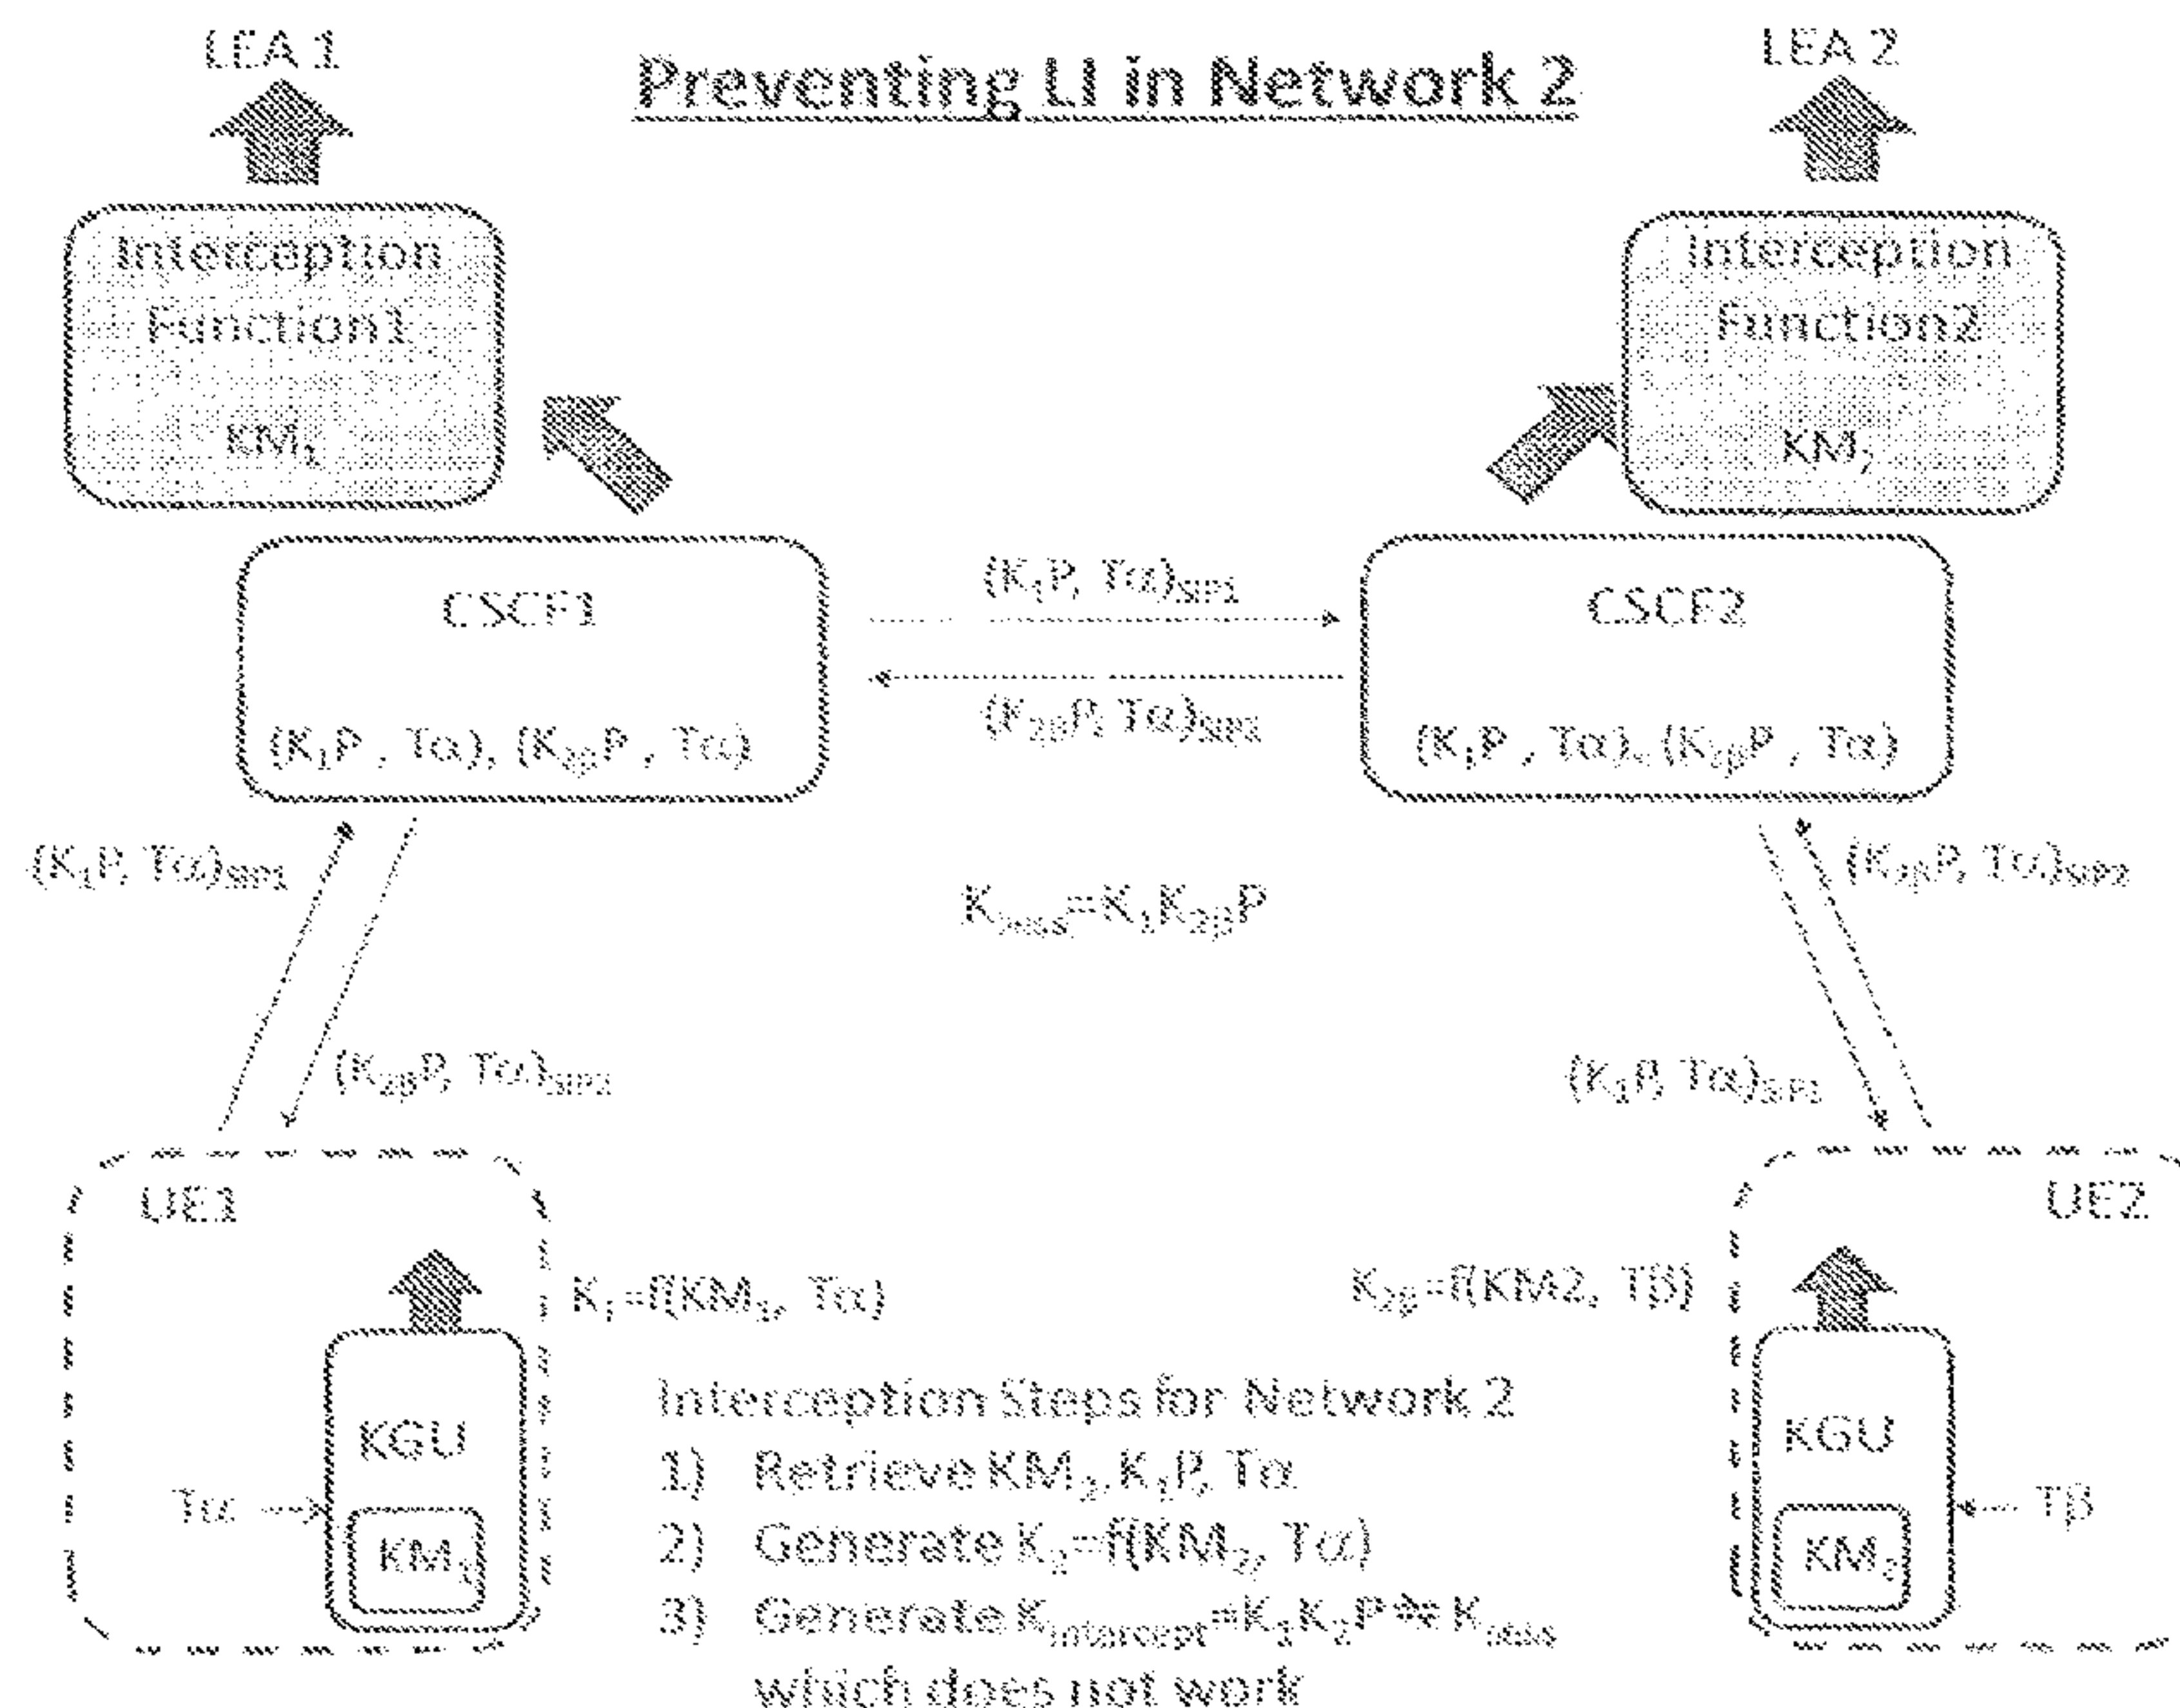 LEA 1
Preventing LI in Network 2
LEA 2
Interception
Function1
KM₁
Interception
Function2
KM₂
CSCF1
(K₁P , Tα), (K₂ᵦP , Tα)
(K₁P, Tα)SIP1
(K₂ᵦP, Tα)SIP2
CSCF2
(K₁P , Tα), (K₂ᵦP , Tα)
(K₁P, Tα)SIP1
Ksess=K₁K₂ᵦP
(K₂ᵦP, Tα)SIP2
(K₂ᵦP, Tα)SIP2
(K₁P, Tα)SIP1
UE1
UE2
K₁=f(KM₁, Tα)
K₂ᵦ=f(KM2, Tβ)
KGU
Tα
KM₁
KGU
Tβ
KM₂
Interception Steps for Network 2
1) Retrieve KM₂, K₁P, Tα
2) Generate K₂=f(KM₂, Tα)
3) Generate Kintercept=K₁K₂P≠Ksess
which does not work